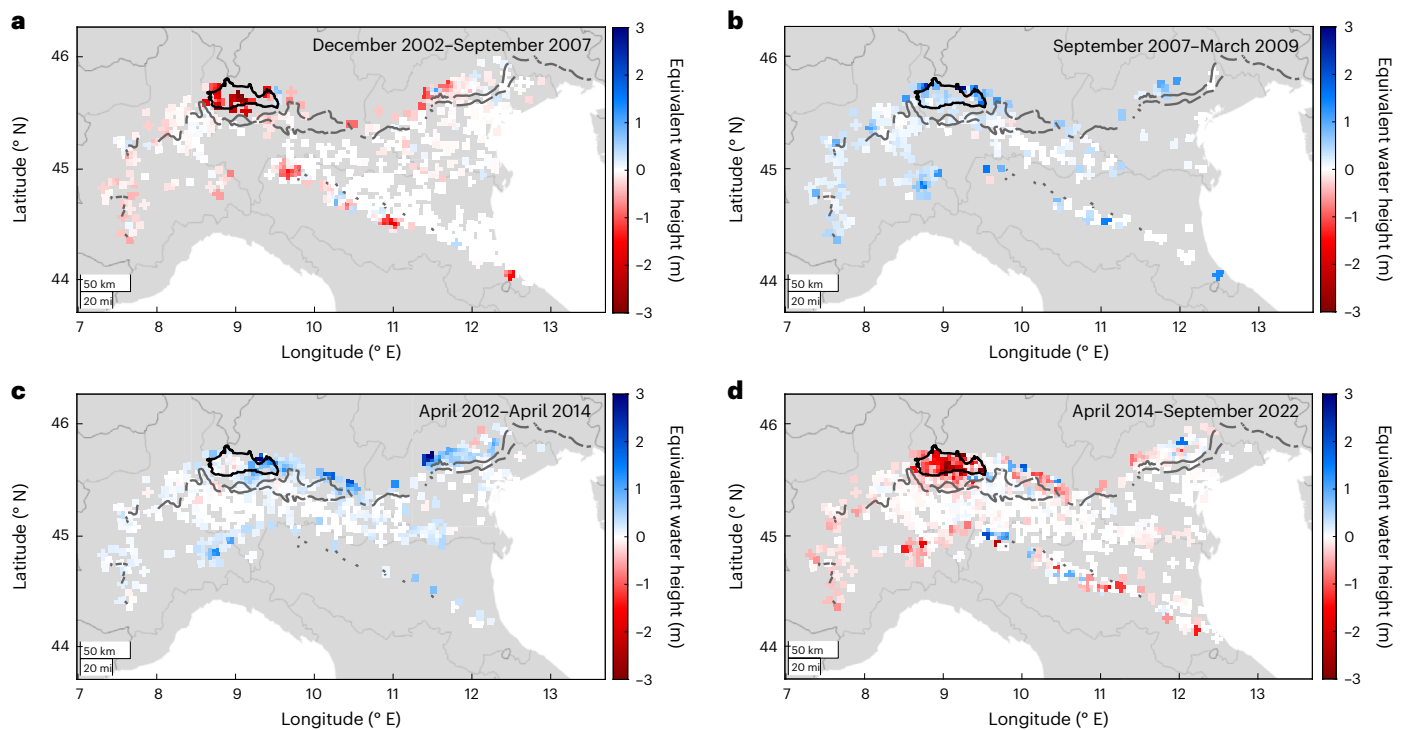 a
December 2002–September 2007
46
45
44
Latitude (° N)
50 km
20 mi
7 8 9 10 11 12 13
Longitude (° E)
3
2
1
0
−1
−2
−3
Equivalent water height (m)
b
September 2007–March 2009
46
45
44
Latitude (° N)
50 km
20 mi
7 8 9 10 11 12 13
Longitude (° E)
3
2
1
0
−1
−2
−3
Equivalent water height (m)
c
April 2012–April 2014
46
45
44
Latitude (° N)
50 km
20 mi
7 8 9 10 11 12 13
Longitude (° E)
3
2
1
0
−1
−2
−3
Equivalent water height (m)
d
April 2014–September 2022
46
45
44
Latitude (° N)
50 km
20 mi
7 8 9 10 11 12 13
Longitude (° E)
3
2
1
0
−1
−2
−3
Equivalent water height (m)